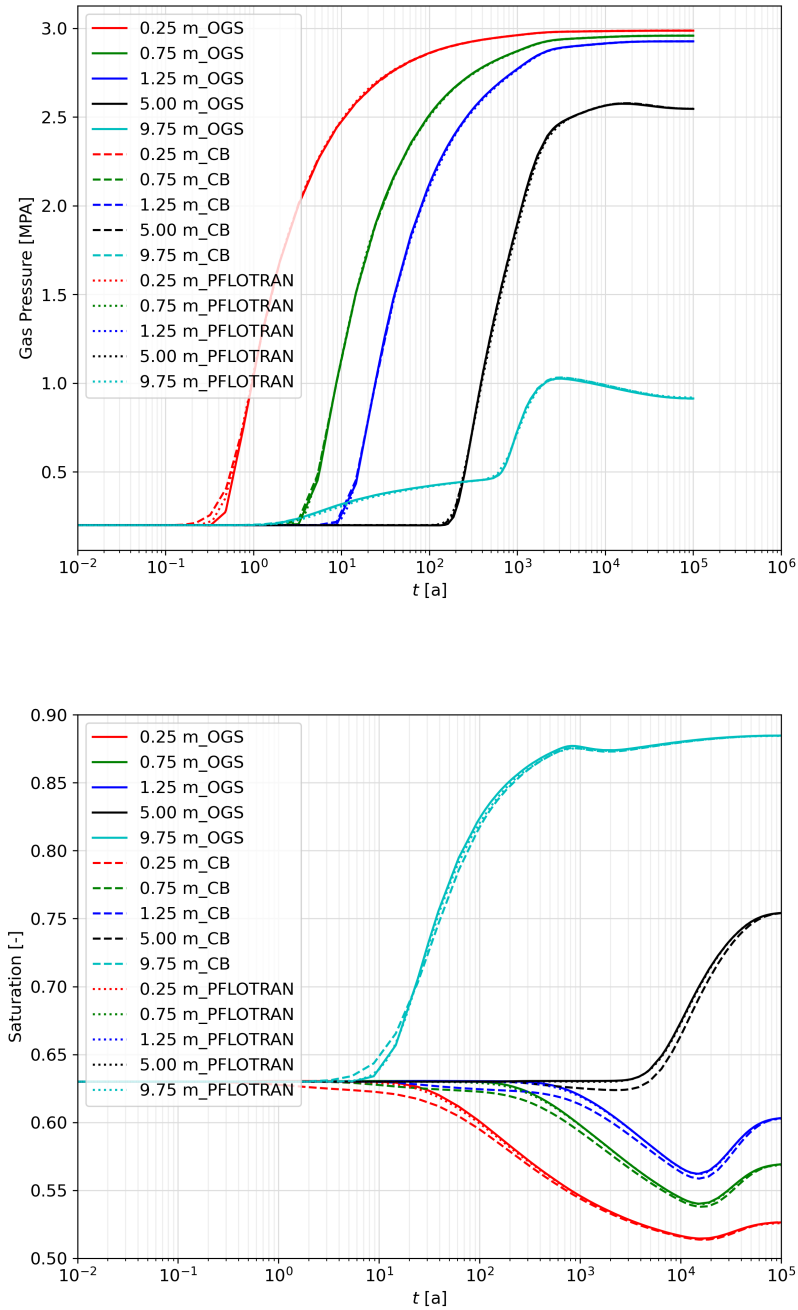 3.0
2.5
2.0
1.5
1.0
0.5
Gas Pressure [MPA]
0.25 m_OGS
0.75 m_OGS
1.25 m_OGS
5.00 m_OGS
9.75 m_OGS
0.25 m_CB
0.75 m_CB
1.25 m_CB
5.00 m_CB
9.75 m_CB
0.25 m_PFLOTRAN
0.75 m_PFLOTRAN
1.25 m_PFLOTRAN
5.00 m_PFLOTRAN
9.75 m_PFLOTRAN
10⁻² 10⁻¹ 10⁰ 10¹ 10² 10³ 10⁴ 10⁵ 10⁶
t [a]
0.90
0.85
0.80
0.75
0.70
0.65
0.60
0.55
0.50
Saturation [-]
0.25 m_OGS
0.75 m_OGS
1.25 m_OGS
5.00 m_OGS
9.75 m_OGS
0.25 m_CB
0.75 m_CB
1.25 m_CB
5.00 m_CB
9.75 m_CB
0.25 m_PFLOTRAN
0.75 m_PFLOTRAN
1.25 m_PFLOTRAN
5.00 m_PFLOTRAN
9.75 m_PFLOTRAN
10⁻² 10⁻¹ 10⁰ 10¹ 10² 10³ 10⁴ 10⁵
t [a]